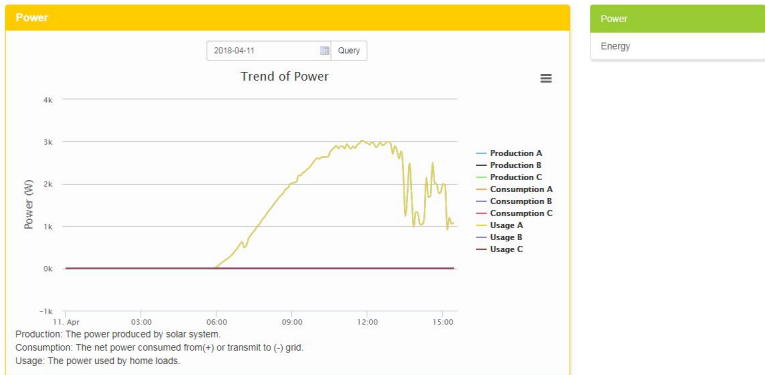 Power
2018-04-11 Query
Trend of Power
4k
3k
2k
1k
0k
-1k
Power (W)
11. Apr 03:00 06:00 09:00 12:00 15:00
Production A
Production B
Production C
Consumption A
Consumption B
Consumption C
Usage A
Usage B
Usage C
Production: The power produced by solar system.
Consumption: The net power consumed from(+) or transmit to (-) grid.
Usage: The power used by home loads.
Power
Energy